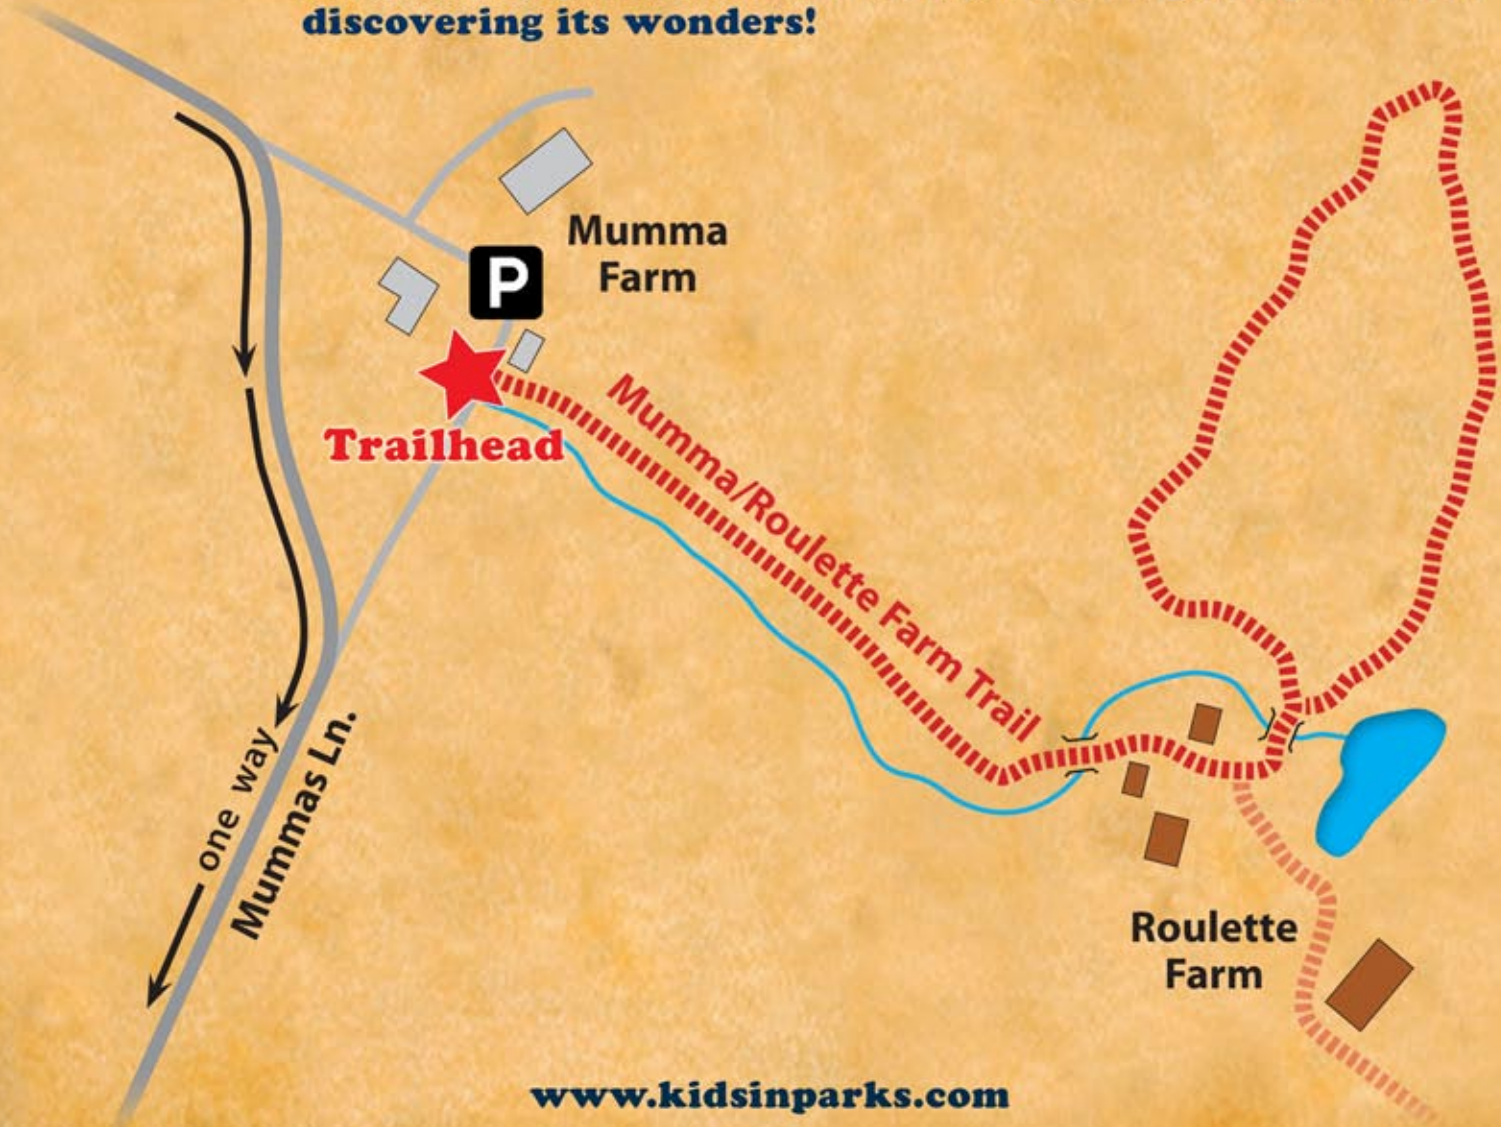 discovering its wonders!
Mumma
Farm
P
Trailhead
Mumma/Roulette Farm Trail
one way
Mummas Ln.
Roulette
Farm
www.kidsinparks.com